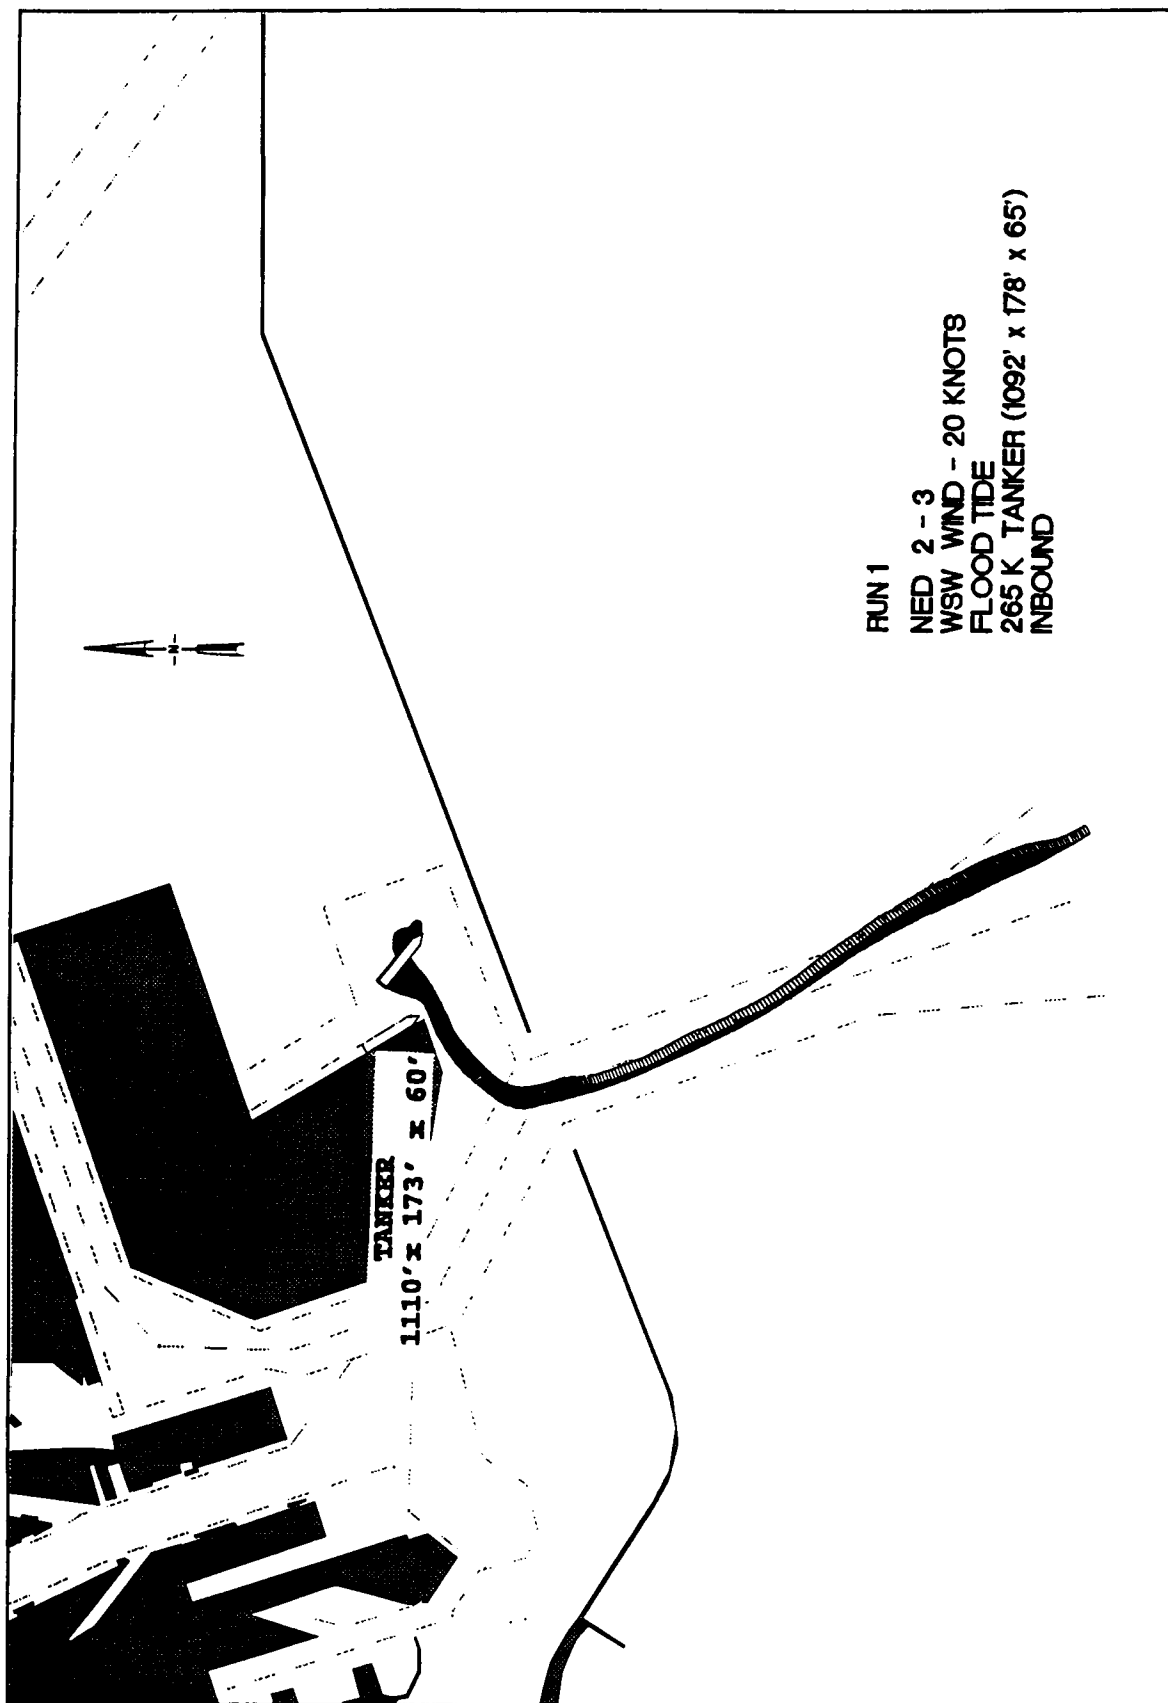 N
TANKER
1110' x 173' x 60'
RUN 1
NED 2 - 3
WSW WIND - 20 KNOTS
FLOOD TIDE
265 K TANKER (1092' x 178' x 65')
INBOUND